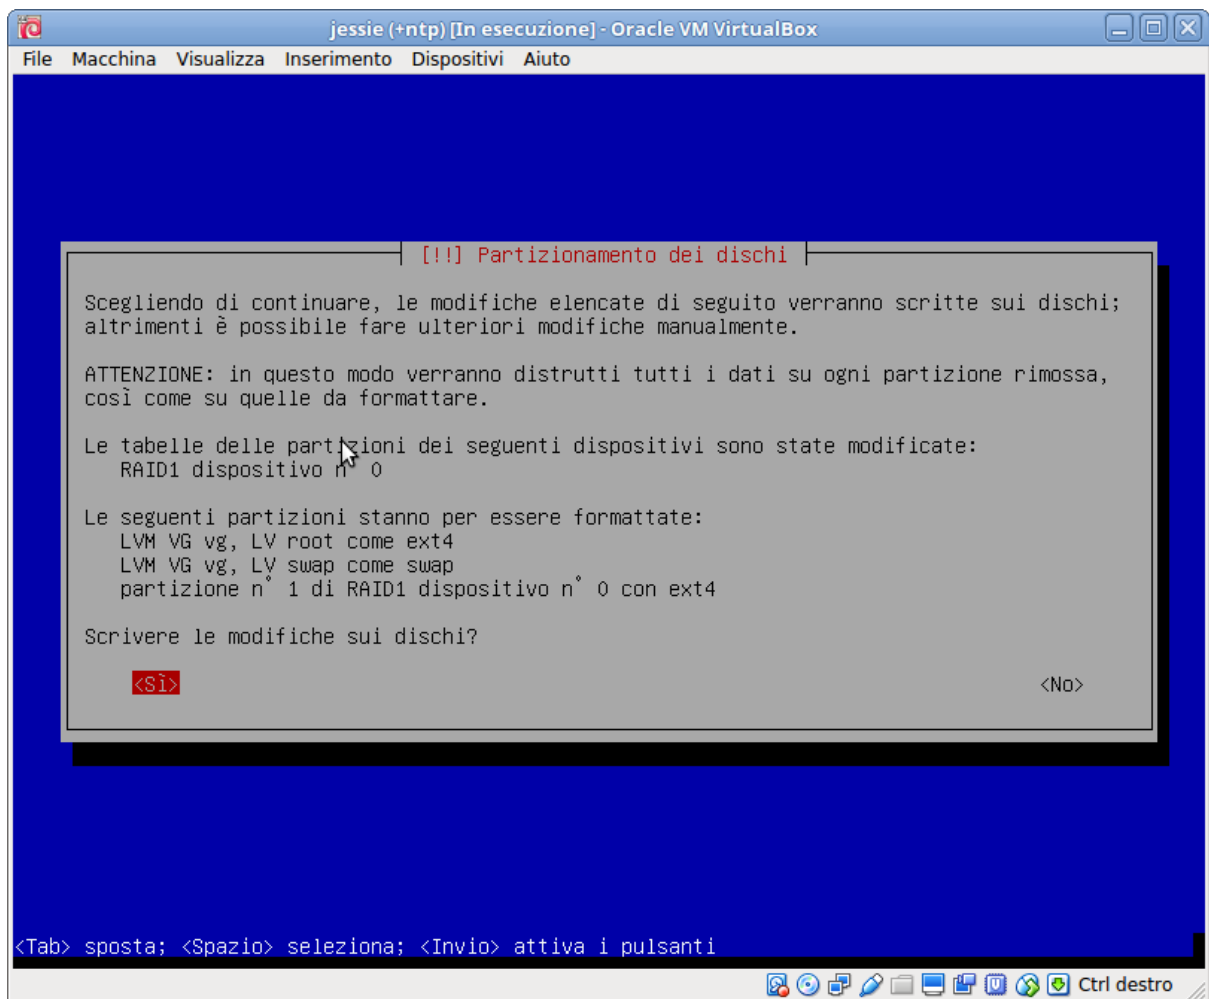 jessie (+ntp) [In esecuzione] - Oracle VM VirtualBox
File Macchina Visualizza Inserimento Dispositivi Aiuto
[!!] Partizionamento dei dischi
Scegliendo di continuare, le modifiche elencate di seguito verranno scritte sui dischi;
altrimenti è possibile fare ulteriori modifiche manualmente.
ATTENZIONE: in questo modo verranno distrutti tutti i dati su ogni partizione rimossa,
così come su quelle da formattare.
Le tabelle delle partizioni dei seguenti dispositivi sono state modificate:
RAID1 dispositivo n° 0
Le seguenti partizioni stanno per essere formattate:
LVM VG vg, LV root come ext4
LVM VG vg, LV swap come swap
partizione n° 1 di RAID1 dispositivo n° 0 con ext4
Scrivere le modifiche sui dischi?
<Sì> <No>
<Tab> sposta; <Spazio> seleziona; <Invio> attiva i pulsanti
Ctrl destro